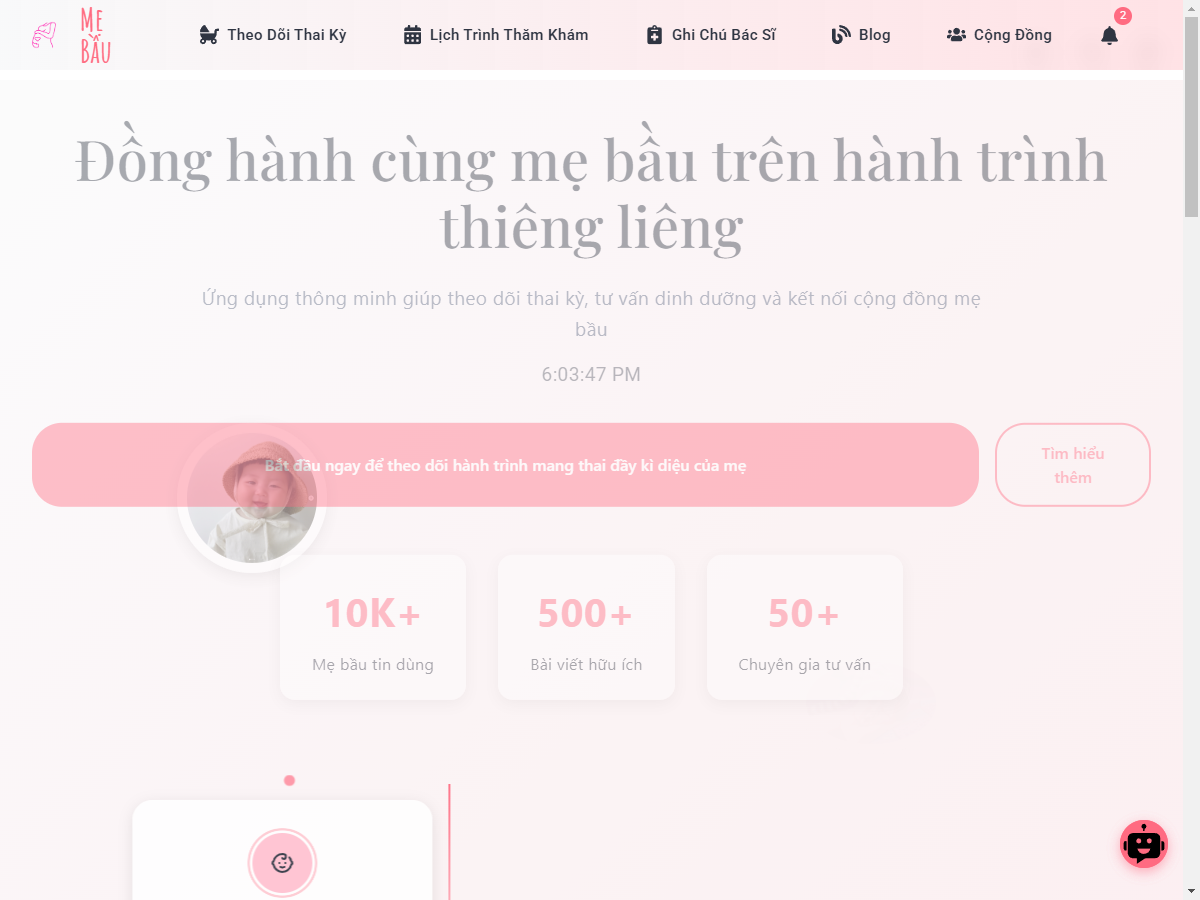 Mẹ
Bầu
Theo Dõi Thai Kỳ
Lịch Trình Thăm Khám
Ghi Chú Bác Sĩ
Blog
Cộng Đồng
2
Đồng hành cùng mẹ bầu trên hành trình
thiêng liêng
Ứng dụng thông minh giúp theo dõi thai kỳ, tư vấn dinh dưỡng và kết nối cộng đồng mẹ
bầu
6:03:47 PM
Bắt đầu ngay để theo dõi hành trình mang thai đầy kì diệu của mẹ
Tìm hiểu
thêm
10K+
Mẹ bầu tin dùng
500+
Bài viết hữu ích
50+
Chuyên gia tư vấn